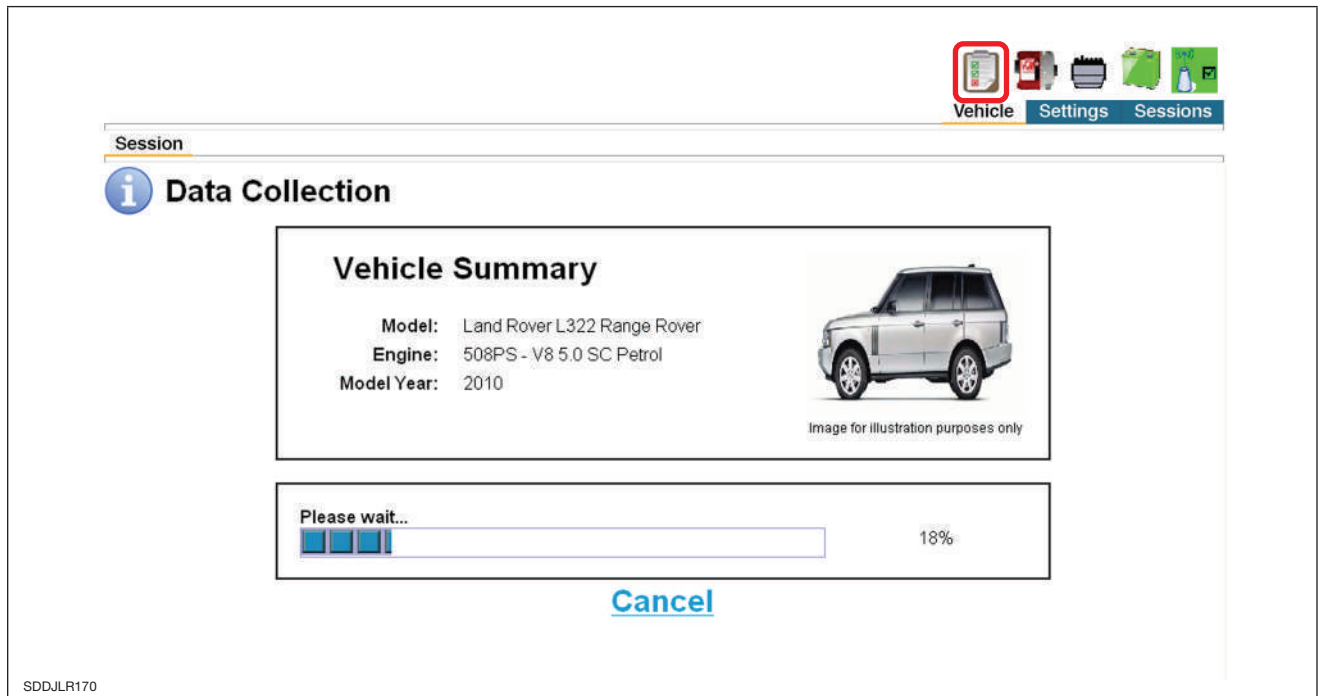 Vehicle Settings Sessions
Session
Data Collection
Vehicle Summary
Model: Land Rover L322 Range Rover
Engine: 508PS - V8 5.0 SC Petrol
Model Year: 2010
Image for illustration purposes only
Please wait...
18%
Cancel
SDDJLR170